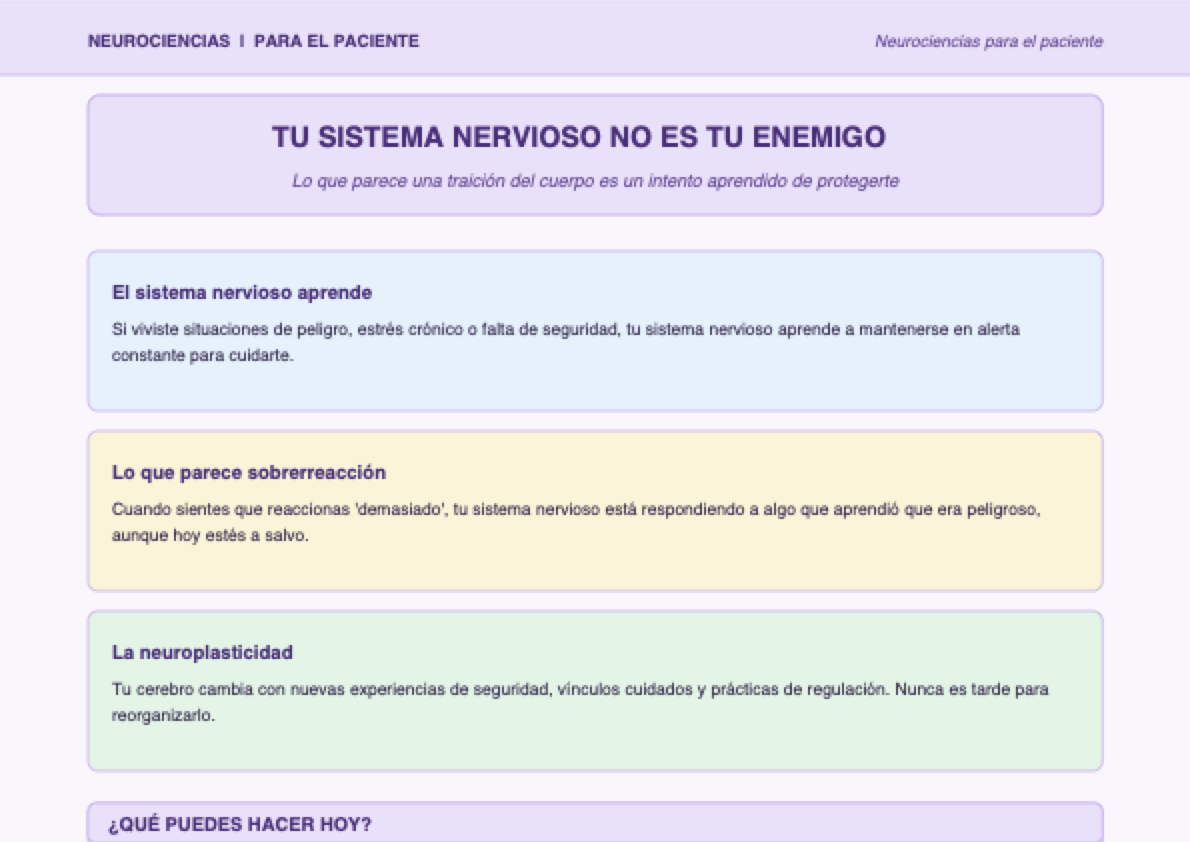 NEUROCIENCIAS | PARA EL PACIENTE
Neurociencias para el paciente
TU SISTEMA NERVIOSO NO ES TU ENEMIGO
Lo que parece una traición del cuerpo es un intento aprendido de protegerte
El sistema nervioso aprende
Si viviste situaciones de peligro, estrés crónico o falta de seguridad, tu sistema nervioso aprende a mantenerse en alerta
constante para cuidarte.
Lo que parece sobrerreacción
Cuando sientes que reaccionas 'demasiado', tu sistema nervioso está respondiendo a algo que aprendió que era peligroso,
aunque hoy estés a salvo.
La neuroplasticidad
Tu cerebro cambia con nuevas experiencias de seguridad, vínculos cuidados y prácticas de regulación. Nunca es tarde para
reorganizarlo.
¿QUÉ PUEDES HACER HOY?